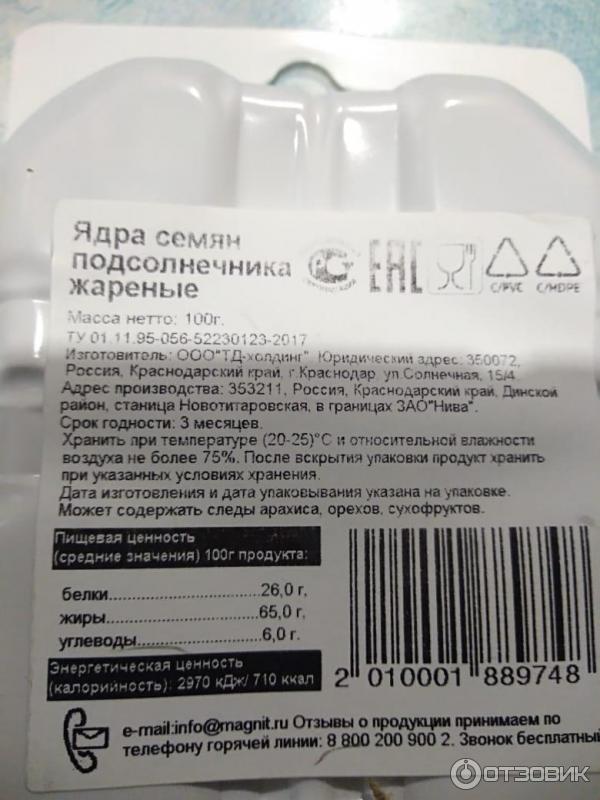 Ядра семян
подсолнечника
жареные
ЕАС
C/PVC C/HDPE
Масса нетто: 100г.
ТУ 01.11.95-056-52230123-2017
Изготовитель: ООО"ТД-холдинг". Юридический адрес: 350072,
Россия, Краснодарский край, г.Краснодар, ул.Солнечная, 15/4
Адрес производства: 353211, Россия, Краснодарский край, Динской
район, станица Новотитаровская, в границах ЗАО"Нива".
Срок годности: 3 месяцев.
Хранить при температуре (20-25)°С и относительной влажности
воздуха не более 75%. После вскрытия упаковки продукт хранить
при указанных условиях хранения.
Дата изготовления и дата упаковывания указана на упаковке.
Может содержать следы арахиса, орехов, сухофруктов.
Пищевая ценность
(средние значения) 100г продукта:
белки....................26,0 г,
жиры....................65,0 г,
углеводы................6,0 г.
Энергетическая ценность
(калорийность): 2970 кДж/ 710 ккал
2 010001 889748
e-mail:info@magnit.ru Отзывы о продукции принимаем по
телефону горячей линии: 8 800 200 900 2. Звонок бесплатный
ОТЗОВИК